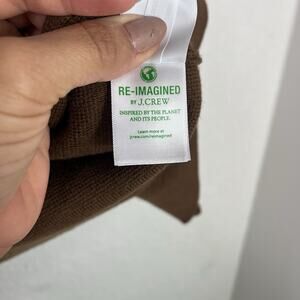 RE-IMAGINED
BY J.CREW
INSPIRED BY THE PLANET
AND ITS PEOPLE.
Learn more at
jcrew.com/reimagined